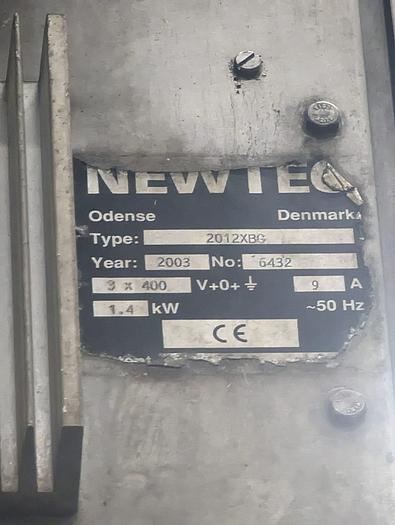 NEWTEC
Odense Denmark
Type: 2012XBG
Year: 2003 No: 6432
3 x 400 V+0+⏚ 9 A
1.4 kW ~50 Hz
CE